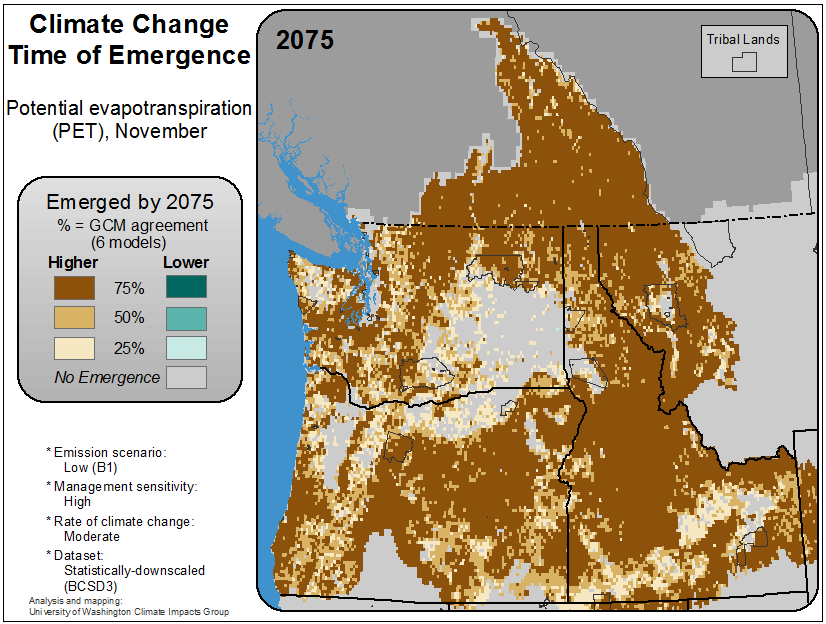 Climate Change
Time of Emergence
Potential evapotranspiration
(PET), November
Emerged by 2075
% = GCM agreement
(6 models)
Higher Lower
75%
50%
25%
No Emergence
* Emission scenario:
Low (B1)
* Management sensitivity:
High
* Rate of climate change:
Moderate
* Dataset:
Statistically-downscaled
(BCSD3)
Analysis and mapping:
University of Washington Climate Impacts Group
2075
Tribal Lands